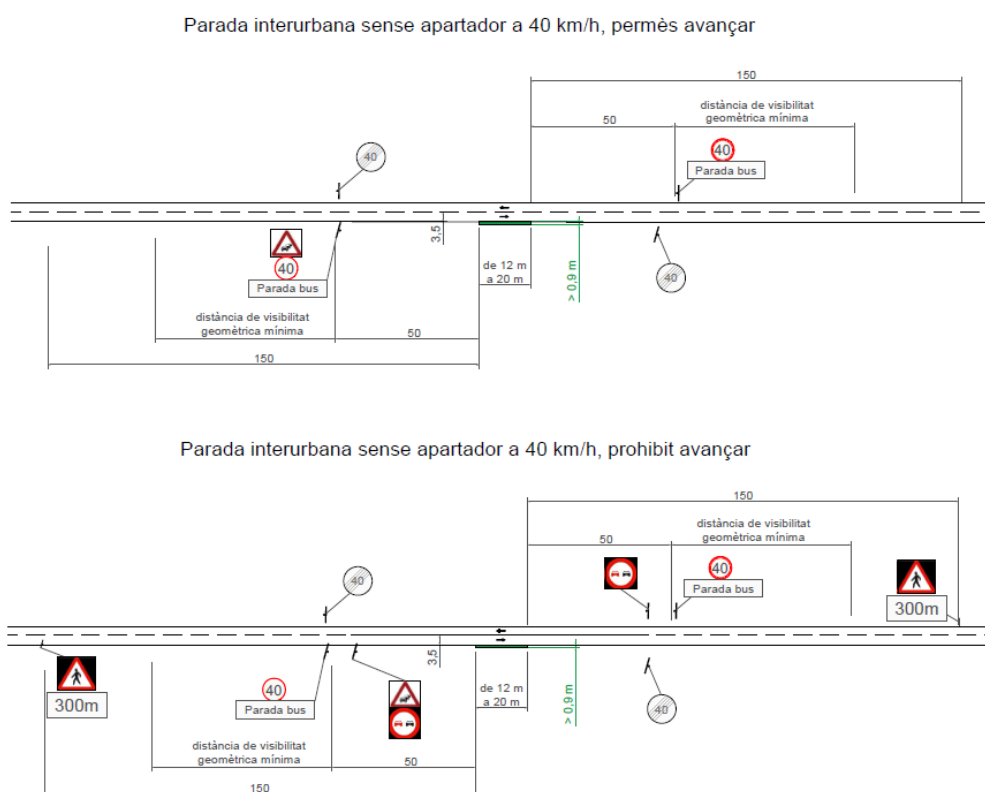 Parada interurbana sense apartador a 40 km/h, permès avançar
150
distància de visibilitat
geomètrica mínima
50
40
40
Parada bus
3,5
40
Parada bus
de 12 m
a 20 m
> 0,9 m
40
distància de visibilitat
geomètrica mínima
50
150
Parada interurbana sense apartador a 40 km/h, prohibit avançar
150
distància de visibilitat
geomètrica mínima
50
40
40
Parada bus
300m
3,5
300m
40
Parada bus
de 12 m
a 20 m
> 0,9 m
40
distància de visibilitat
geomètrica mínima
50
150